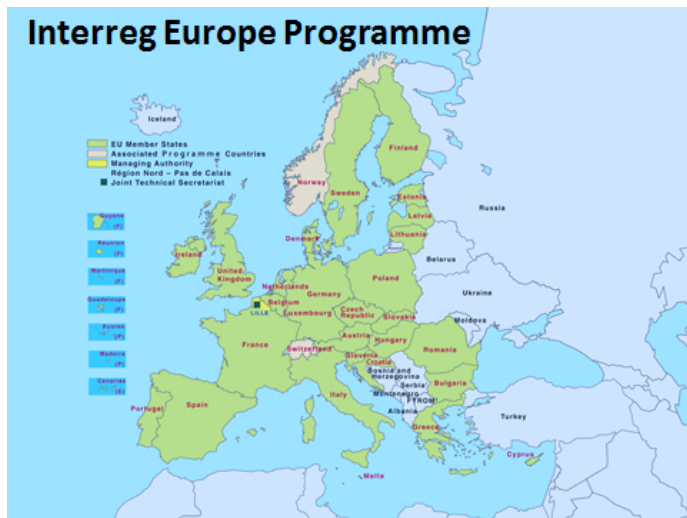 Interreg Europe Programme
Iceland
EU Member States
Associated Programme Countries
Managing Authority
Région Nord – Pas de Calais
Joint Technical Secretariat
Finland
Norway
Sweden
Estonia
Russia
Latvia
Lithuania
Guyane
(F)
Réunion
(F)
Martinique
(F)
Guadeloupe
(F)
Açores
(P)
Madeira
(P)
Canarias
(E)
Denmark
Ireland
United
Kingdom
Netherlands
Belgium
LILLE
Luxembourg
Germany
Poland
Belarus
Ukraine
Czech
Republic
Slovakia
Moldova
France
Switzerland
Austria
Hungary
Slovenia
Croatia
Romania
Bosnia and
Herzegovina
Serbia
Montenegro
Bulgaria
FYROM
Albania
Italy
Portugal
Spain
Greece
Turkey
Cyprus
Malta